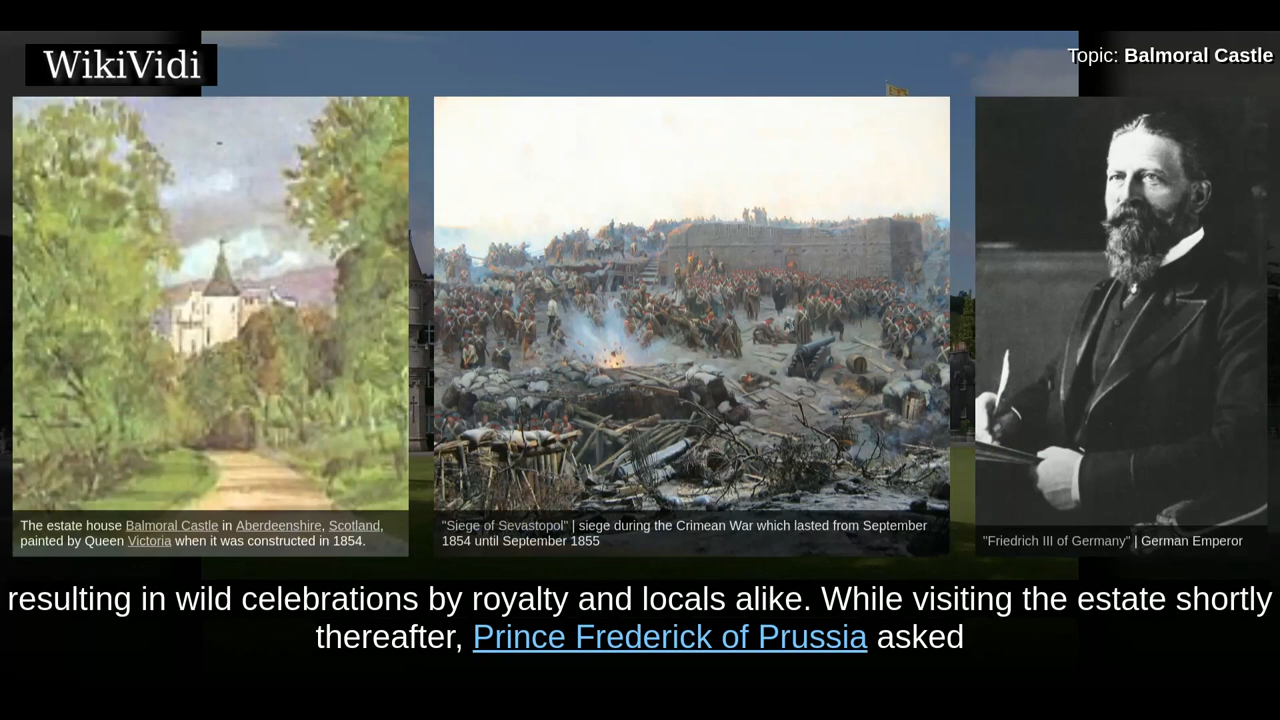 WikiVidi
Topic: Balmoral Castle
The estate house Balmoral Castle in Aberdeenshire, Scotland,
painted by Queen Victoria when it was constructed in 1854.
"Siege of Sevastopol" | siege during the Crimean War which lasted from September
1854 until September 1855
"Friedrich III of Germany" | German Emperor
resulting in wild celebrations by royalty and locals alike. While visiting the estate shortly
thereafter, Prince Frederick of Prussia asked